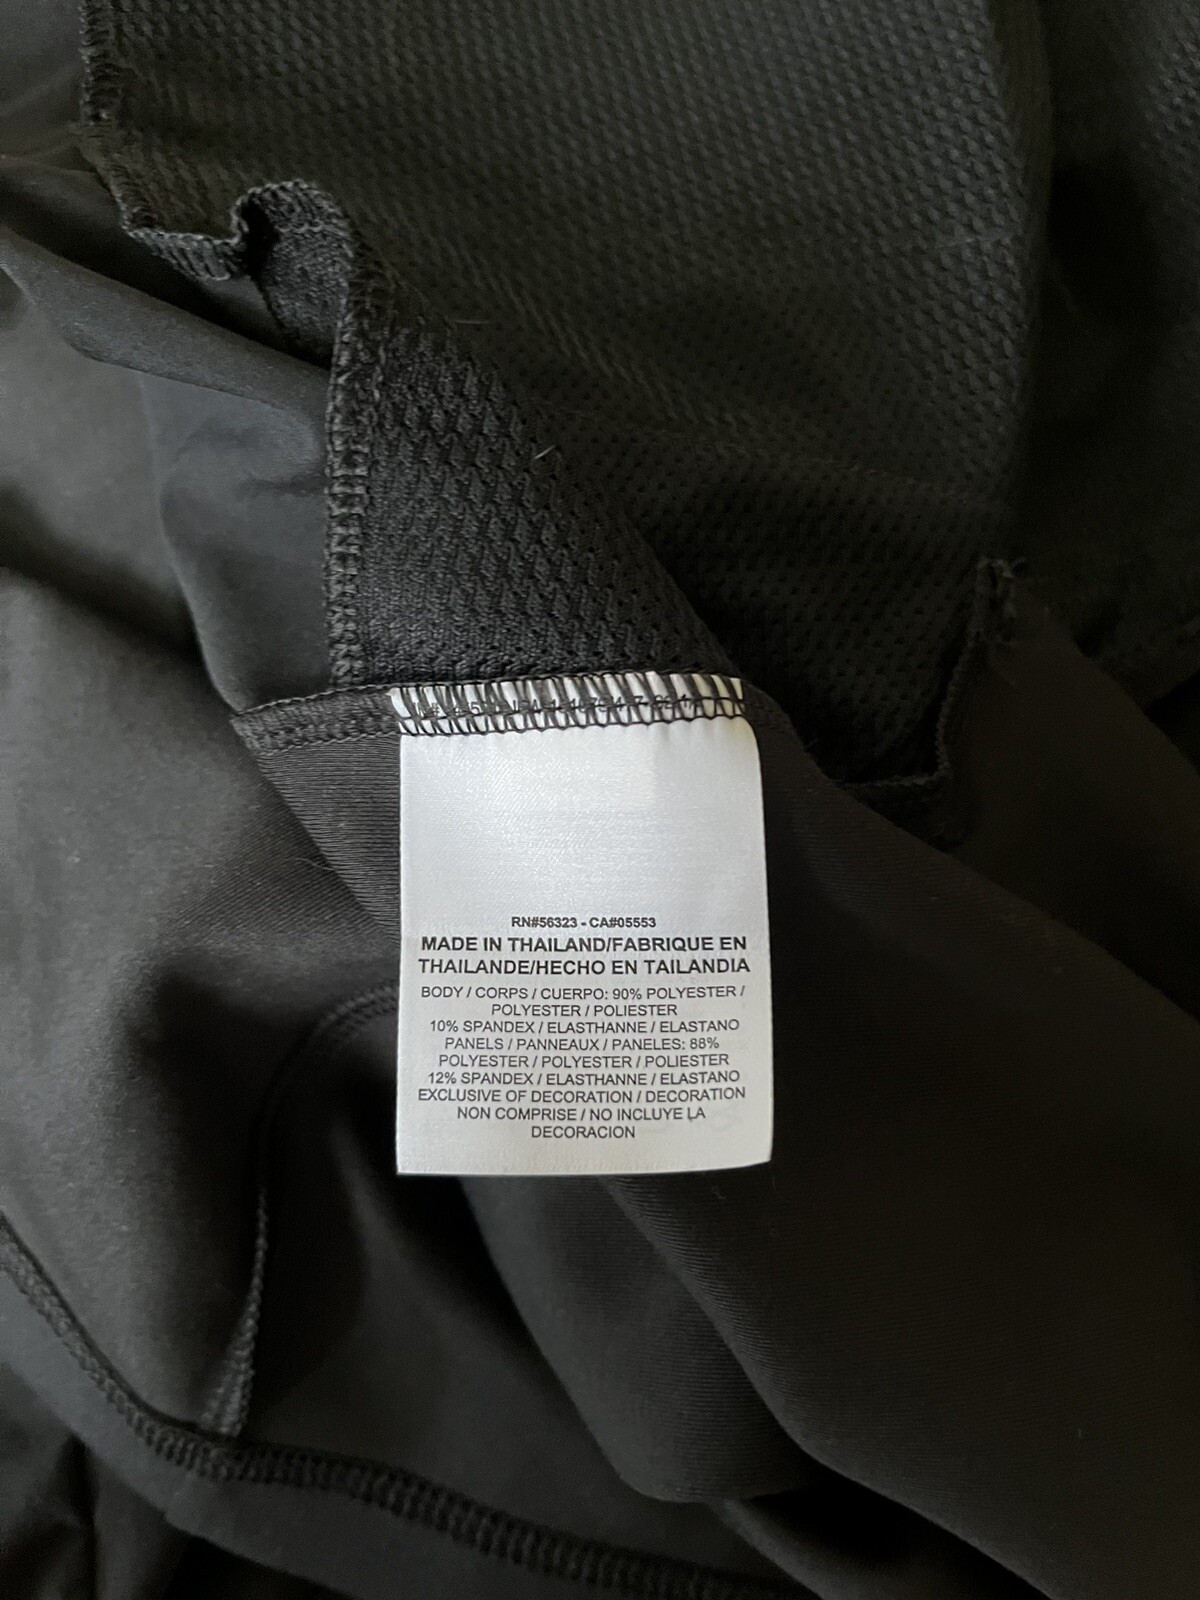 RN#56323 - CA#05553
MADE IN THAILAND/FABRIQUE EN
THAILANDE/HECHO EN TAILANDIA
BODY / CORPS / CUERPO: 90% POLYESTER /
POLYESTER / POLIESTER
10% SPANDEX / ELASTHANNE / ELASTANO
PANELS / PANNEAUX / PANELES: 88%
POLYESTER / POLYESTER / POLIESTER
12% SPANDEX / ELASTHANNE / ELASTANO
EXCLUSIVE OF DECORATION / DECORATION
NON COMPRISE / NO INCLUYE LA
DECORACION